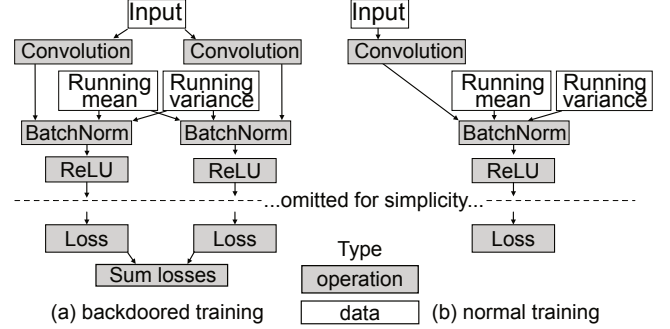 Input
Input
Convolution
Convolution
Convolution
Running
mean
Running
variance
Running
mean
Running
variance
BatchNorm
BatchNorm
BatchNorm
ReLU
ReLU
ReLU
...omitted for simplicity...
Loss
Loss
Loss
Type
Sum losses
operation
data
(a) backdoored training
(b) normal training